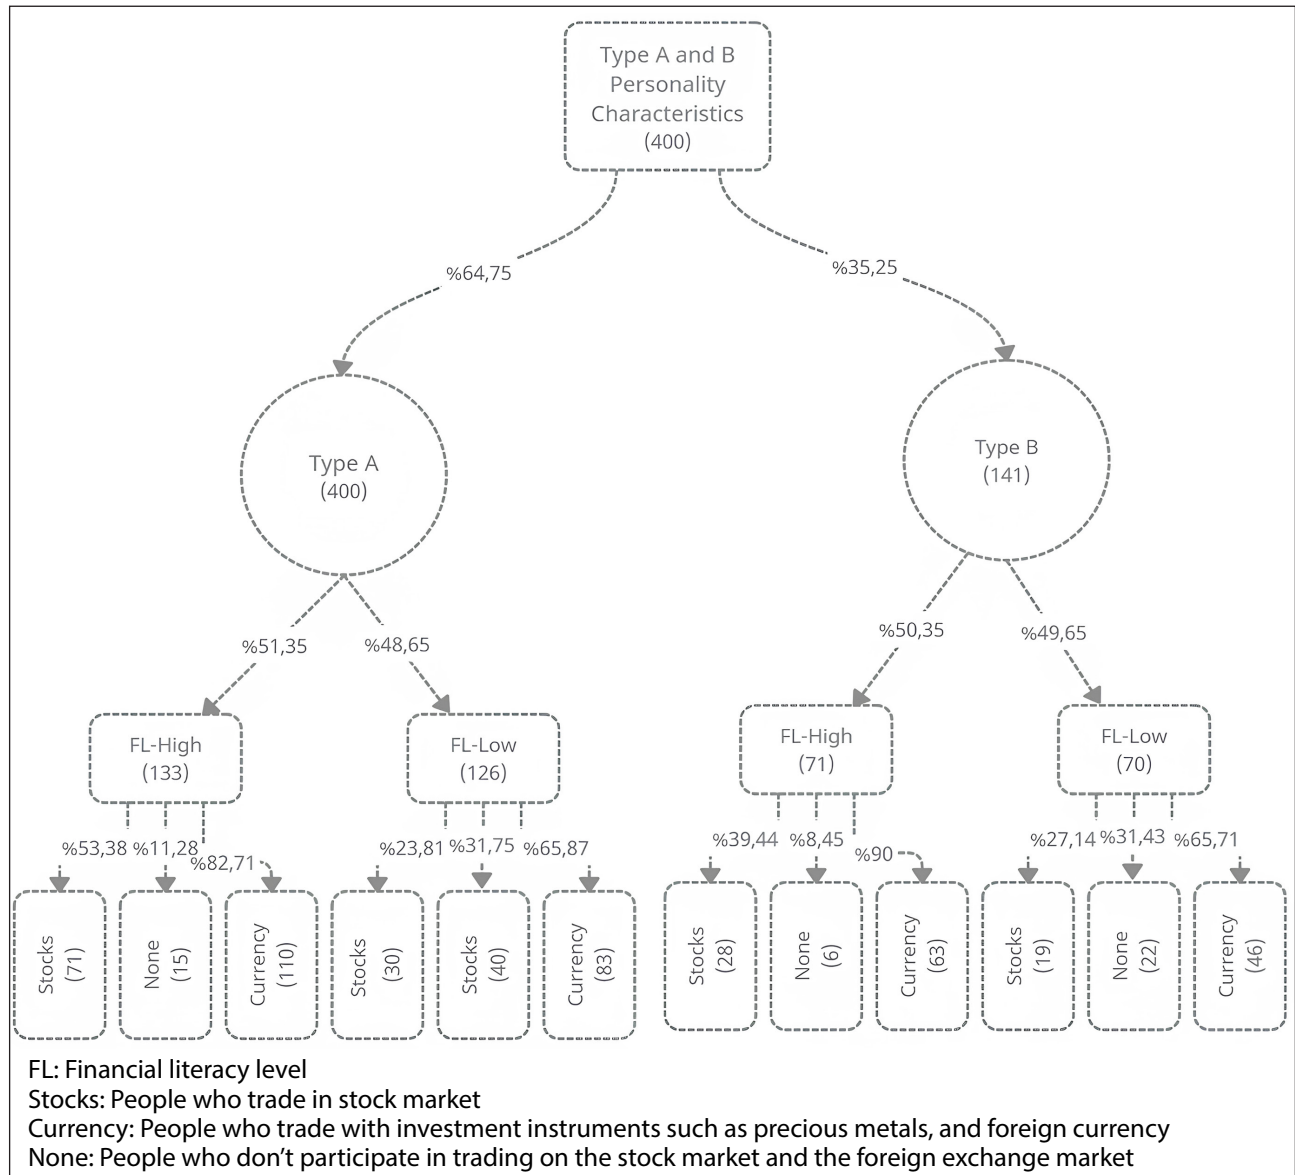 Type A and B
Personality
Characteristics
(400)
%64,75
%35,25
Type A
(400)
Type B
(141)
%51,35
%48,65
%50,35
%49,65
FL-High
(133)
FL-Low
(126)
FL-High
(71)
FL-Low
(70)
%53,38
%11,28
%82,71
%23,81
%31,75
%65,87
%39,44
%8,45
%90
%27,14
%31,43
%65,71
Stocks
(71)
None
(15)
Currency
(110)
Stocks
(30)
Stocks
(40)
Currency
(83)
Stocks
(28)
None
(6)
Currency
(63)
Stocks
(19)
None
(22)
Currency
(46)
FL: Financial literacy level
Stocks: People who trade in stock market
Currency: People who trade with investment instruments such as precious metals, and foreign currency
None: People who don’t participate in trading on the stock market and the foreign exchange market